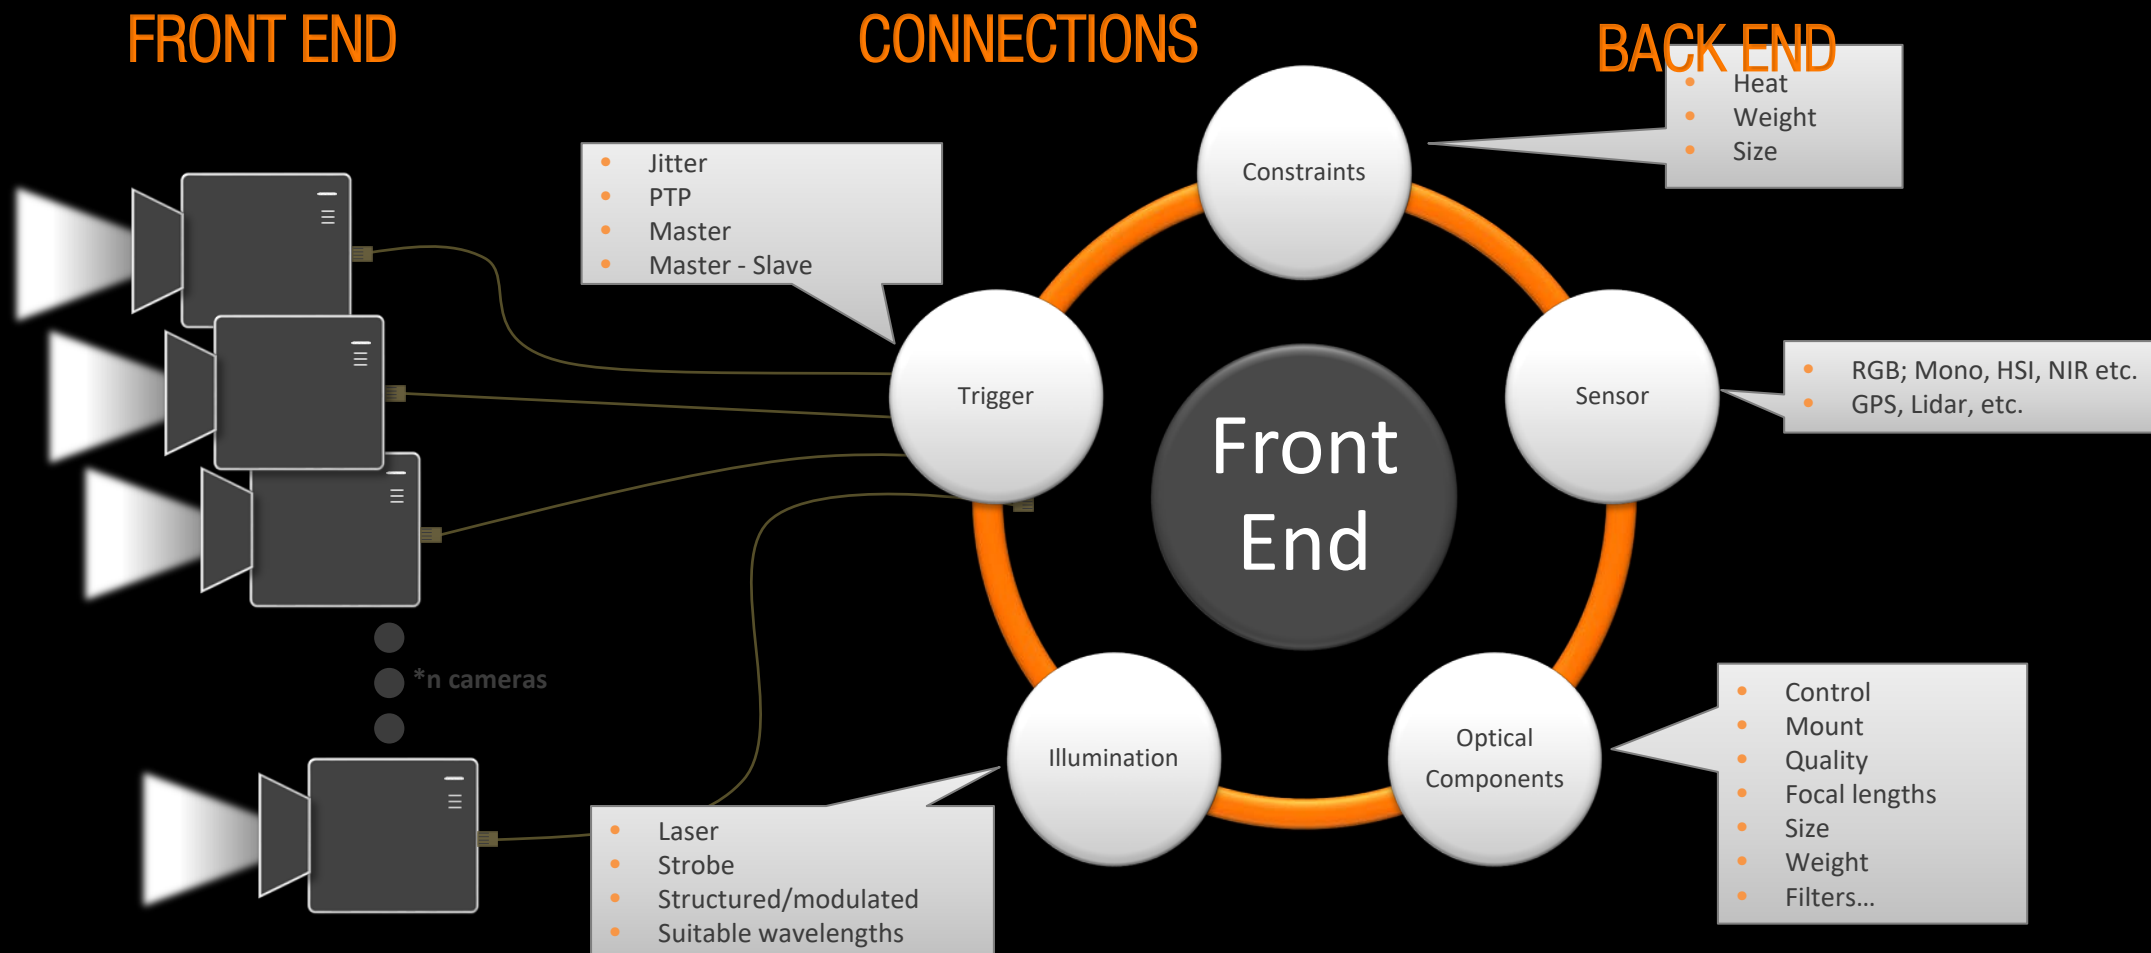 FRONT END
CONNECTIONS
BACK END
Heat
Weight
Size
Constraints
Jitter
PTP
Master
Master - Slave
Trigger
Sensor
RGB; Mono, HSI, NIR etc.
GPS, Lidar, etc.
Front
End
*n cameras
Illumination
Optical
Components
Control
Mount
Quality
Focal lengths
Size
Weight
Filters...
Laser
Strobe
Structured/modulated
Suitable wavelengths